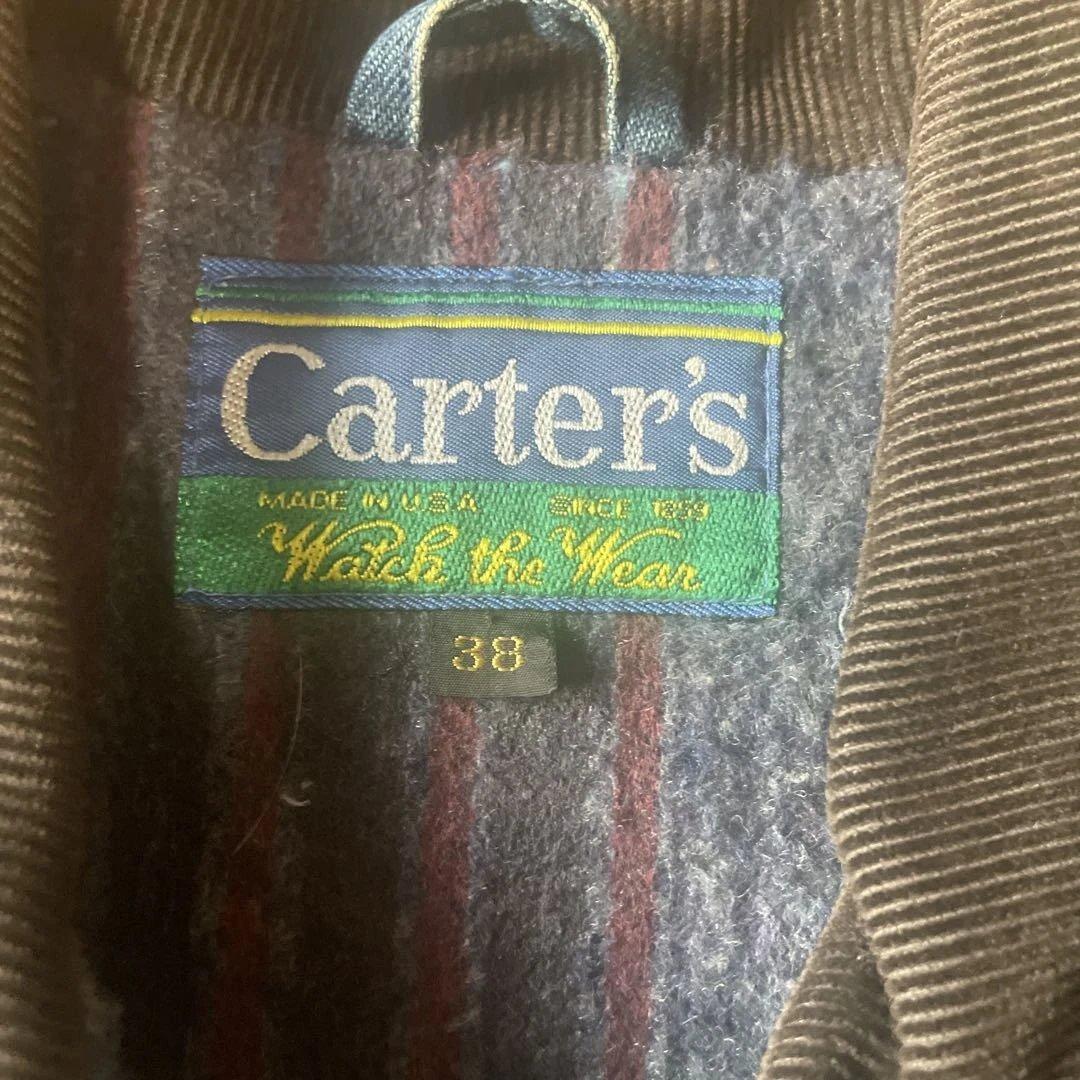 Carter's
MADE IN U.S.A SINCE 1859
Watch the Wear
38